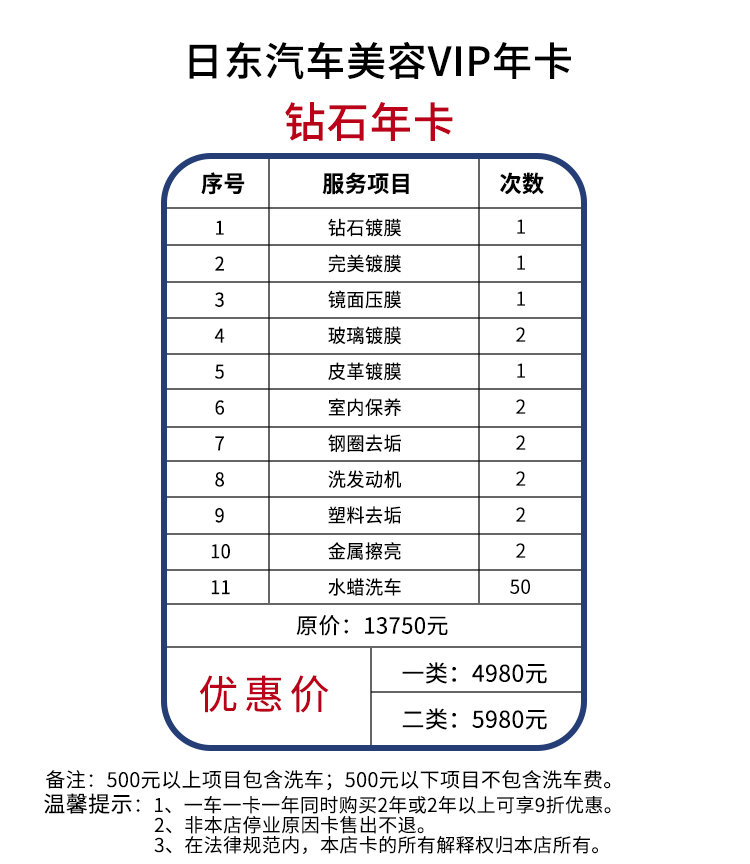 日东汽车美容VIP年卡
钻石年卡
序号 服务项目 次数
1 钻石镀膜 1
2 完美镀膜 1
3 镜面压膜 1
4 玻璃镀膜 2
5 皮革镀膜 1
6 室内保养 2
7 钢圈去垢 2
8 洗发动机 2
9 塑料去垢 2
10 金属擦亮 2
11 水蜡洗车 50
原价：13750元
优惠价
一类：4980元
二类：5980元
备注：500元以上项目包含洗车；500元以下项目不包含洗车费。
温馨提示：1、一车一卡一年同时购买2年或2年以上可享9折优惠。
2、非本店停业原因卡售出不退。
3、在法律规范内，本店卡的所有解释权归本店所有。